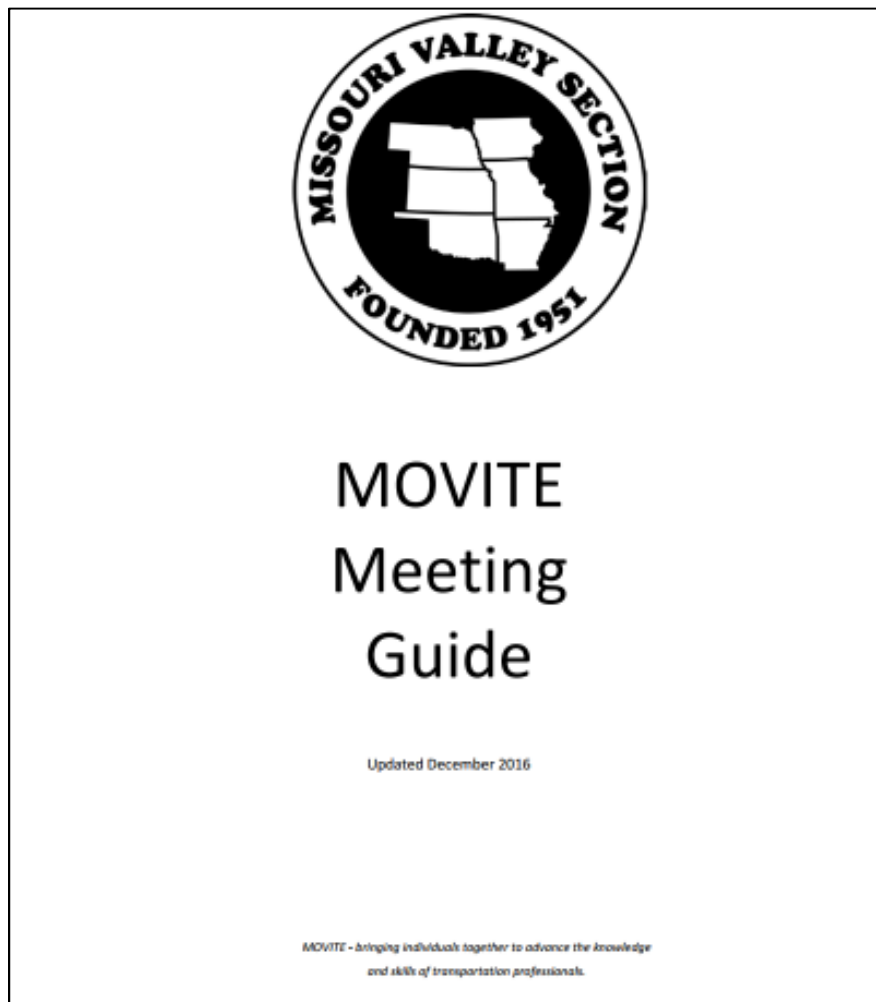 MISSOURI VALLEY SECTION
FOUNDED 1951
MOVITE
Meeting
Guide
Updated December 2016
MOVITE - bringing individuals together to advance the knowledge
and skills of transportation professionals.